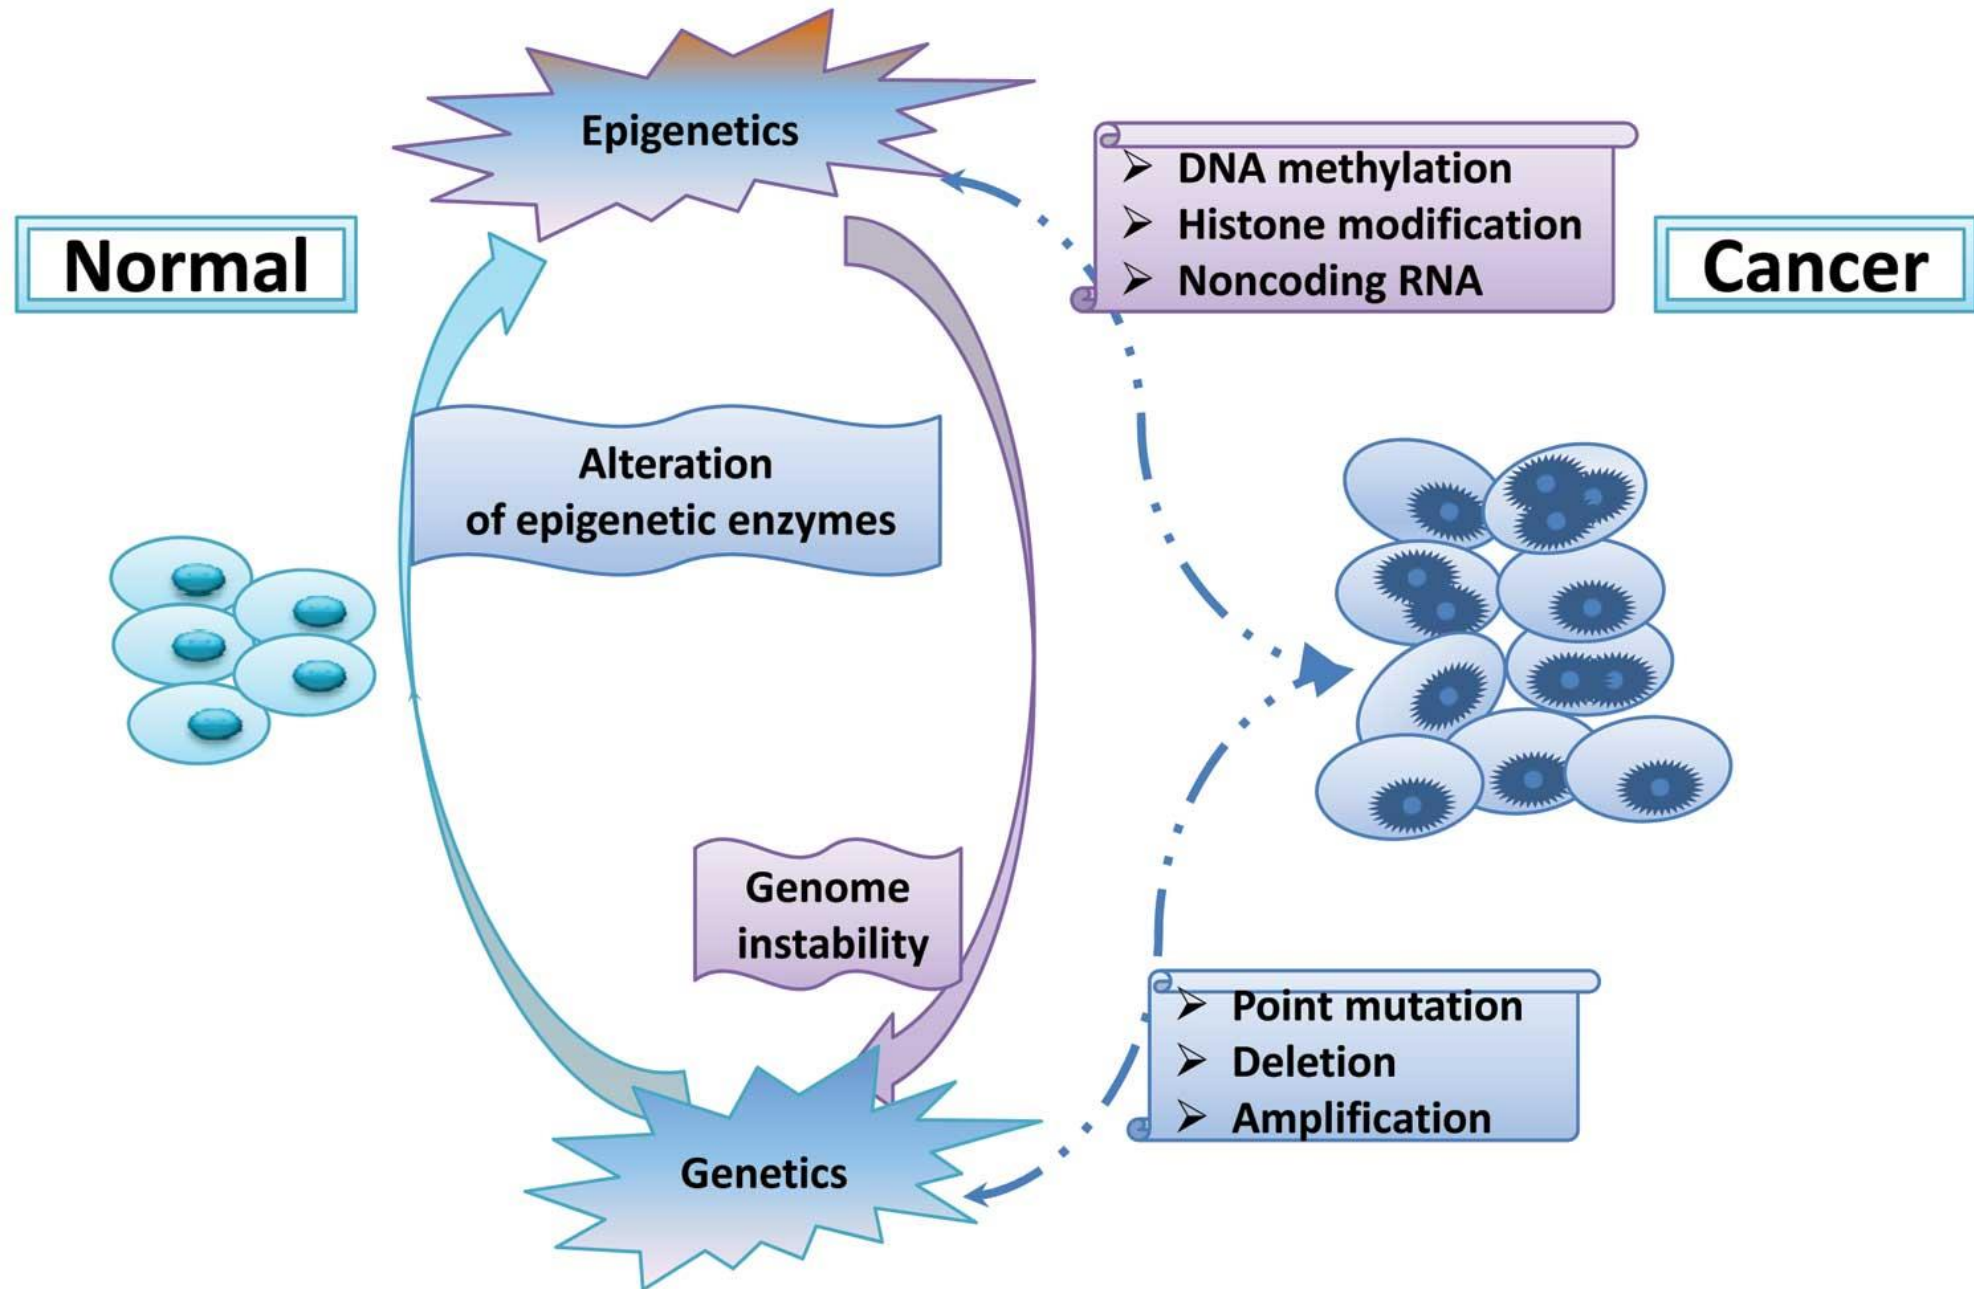 Epigenetics
➢ DNA methylation
➢ Histone modification
➢ Noncoding RNA
Normal
Cancer
Alteration
of epigenetic enzymes
Genome
instability
➢ Point mutation
➢ Deletion
➢ Amplification
Genetics